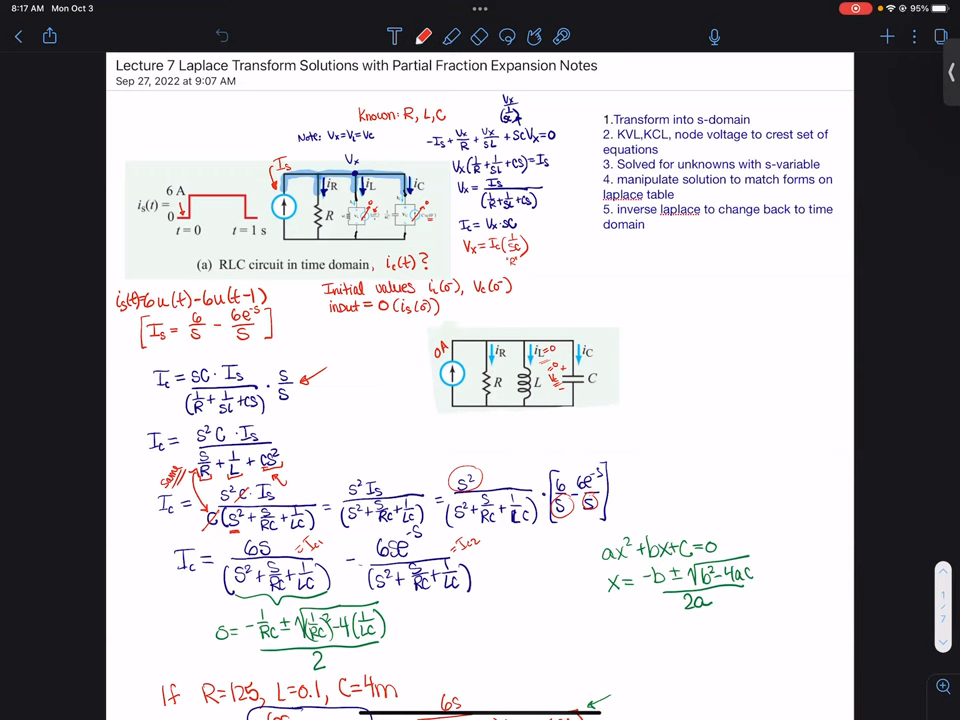 8:17 AM Mon Oct 3
95%
Lecture 7 Laplace Transform Solutions with Partial Fraction Expansion Notes
Sep 27, 2022 at 9:07 AM
Known: R, L, C
Note: Vx=VL=Vc
Vx
Is
6 A
is(t) =
0
t = 0
t = 1 s
iR
iL
iC
R
(a) RLC circuit in time domain, ic(t)?
Vx/(1/sc)
-Is + Vx/R + Vx/sL + scVx = 0
Vx(1/R + 1/sL + cs) = Is
Vx = Is/(1/R + 1/sL + cs)
Ic = Vx · sc
Vx = Ic(1/sc)
"R"
1.Transform into s-domain
2. KVL,KCL, node voltage to crest set of
equations
3. Solved for unknowns with s-variable
4. manipulate solution to match forms on
laplace table
5. inverse laplace to change back to time
domain
is(t)=6u(t)-6u(t-1)
[Is = 6/s - 6e^-s/s]
Initial values iL(0-), Vc(0-)
input = 0 (is(0-))
0A
iR
iL=0
iC
R
L
C
Ic = sc · Is/(1/R + 1/sL + cs) · s/s
Ic = s²c · Is/(s/R + 1/L + cs²)
Ic = s²c · Is/c(s² + s/RC + 1/LC) = s²Is/(s² + s/RC + 1/LC) = s²/(s² + s/RC + 1/LC) · [6/s - 6e^-s/s]
Ic = 6s/(s² + s/RC + 1/LC) =Ic1 - 6se^-s/(s² + s/RC + 1/LC) =Ic2
ax²+bx+c=0
x = -b ± √(b²-4ac)/2a
s = -1/RC ± √((1/RC)² - 4(1/LC))/2
If R=125, L=0.1, C=4m
6s
1
/
7